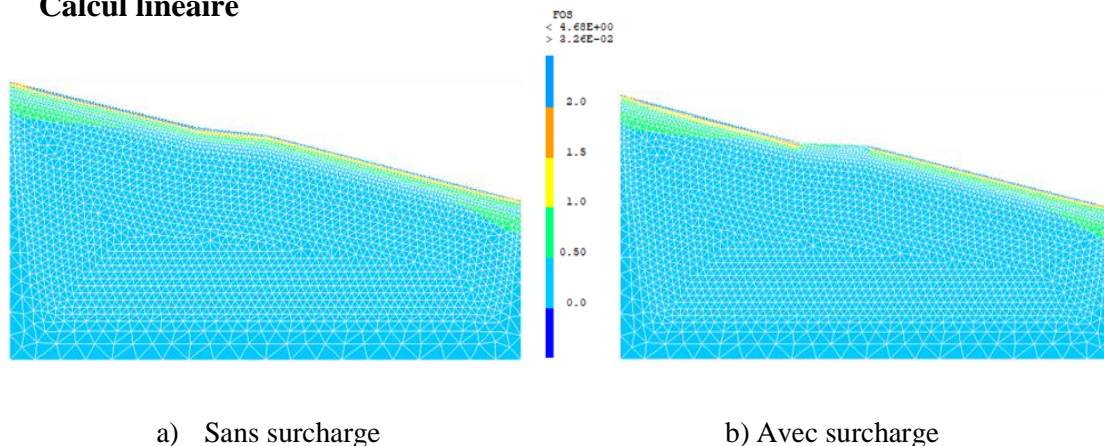 Calcul linéaire
FOS
< 4.68E+00
> 3.26E-02
2.0
1.5
1.0
0.50
0.0
a) Sans surcharge
b) Avec surcharge